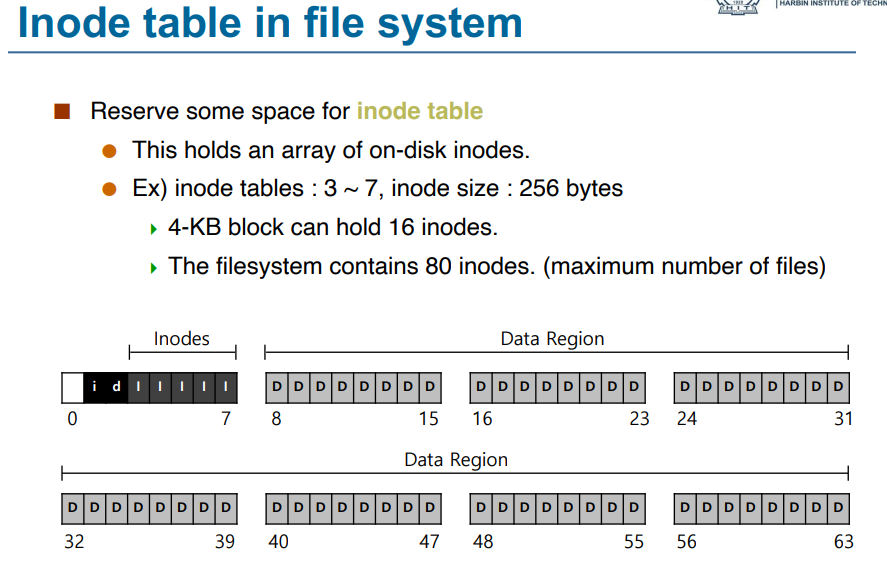 Inode table in file system
HARBIN INSTITUTE OF TECHN
Reserve some space for inode table
This holds an array of on-disk inodes.
Ex) inode tables : 3 ~ 7, inode size : 256 bytes
4-KB block can hold 16 inodes.
The filesystem contains 80 inodes. (maximum number of files)
Inodes Data Region
i d I I I I I D D D D D D D D D D D D D D D D D D D D D D D D
0 7 8 15 16 23 24 31
Data Region
D D D D D D D D D D D D D D D D D D D D D D D D D D D D D D D D
32 39 40 47 48 55 56 63